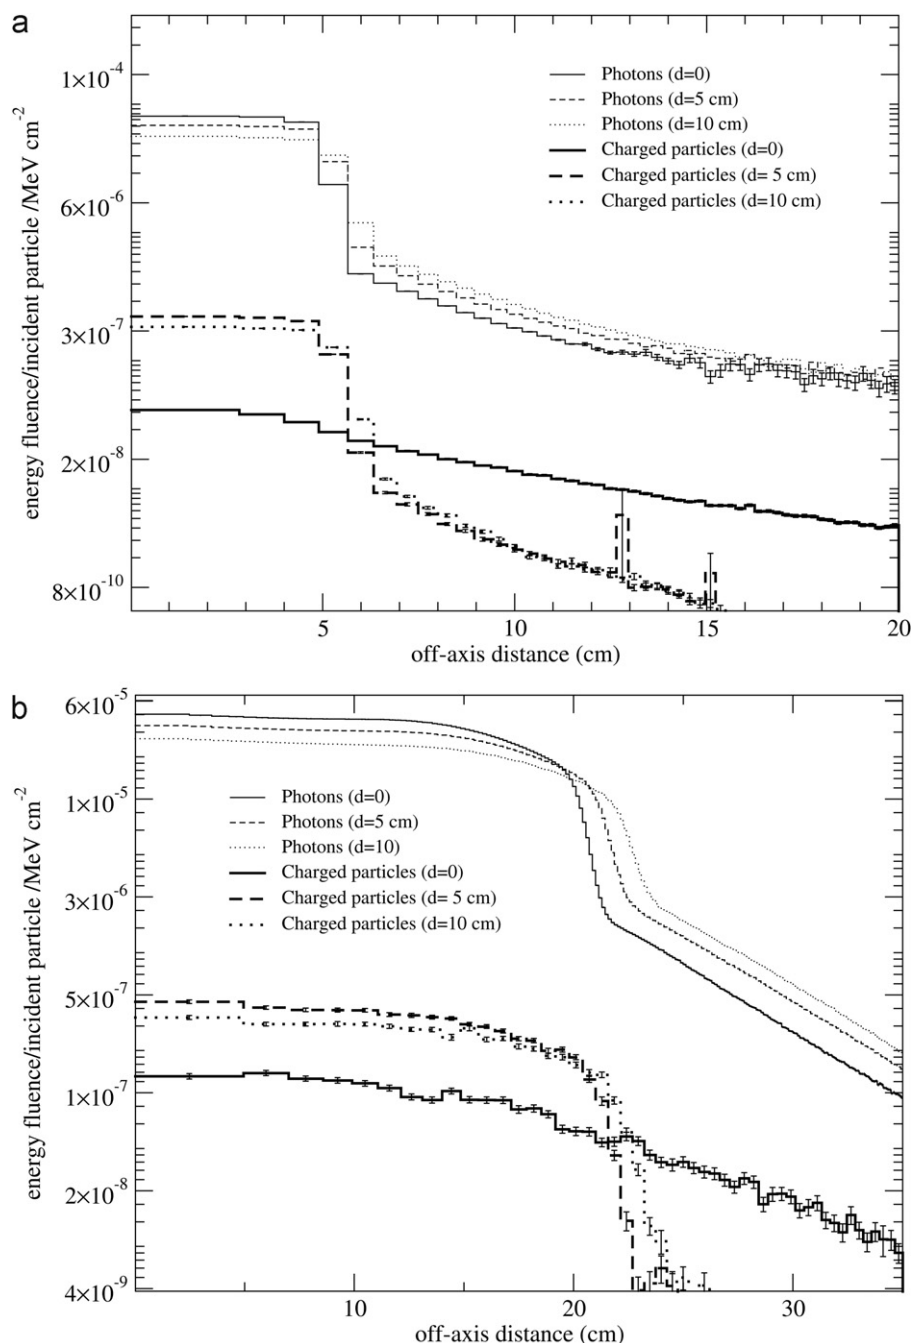 a
energy fluence/incident particle /MeV cm⁻²
1×10⁻⁴
6×10⁻⁶
3×10⁻⁷
2×10⁻⁸
8×10⁻¹⁰
Photons (d=0)
Photons (d=5 cm)
Photons (d=10 cm)
Charged particles (d=0)
Charged particles (d= 5 cm)
Charged particles (d=10 cm)
5 10 15 20
off-axis distance (cm)
b
energy fluence/incident particle /MeV cm⁻²
6×10⁻⁵
1×10⁻⁵
3×10⁻⁶
5×10⁻⁷
1×10⁻⁷
2×10⁻⁸
4×10⁻⁹
Photons (d=0)
Photons (d=5 cm)
Photons (d=10)
Charged particles (d=0)
Charged particles (d= 5 cm)
Charged particles (d=10 cm)
10 20 30
off-axis distance (cm)